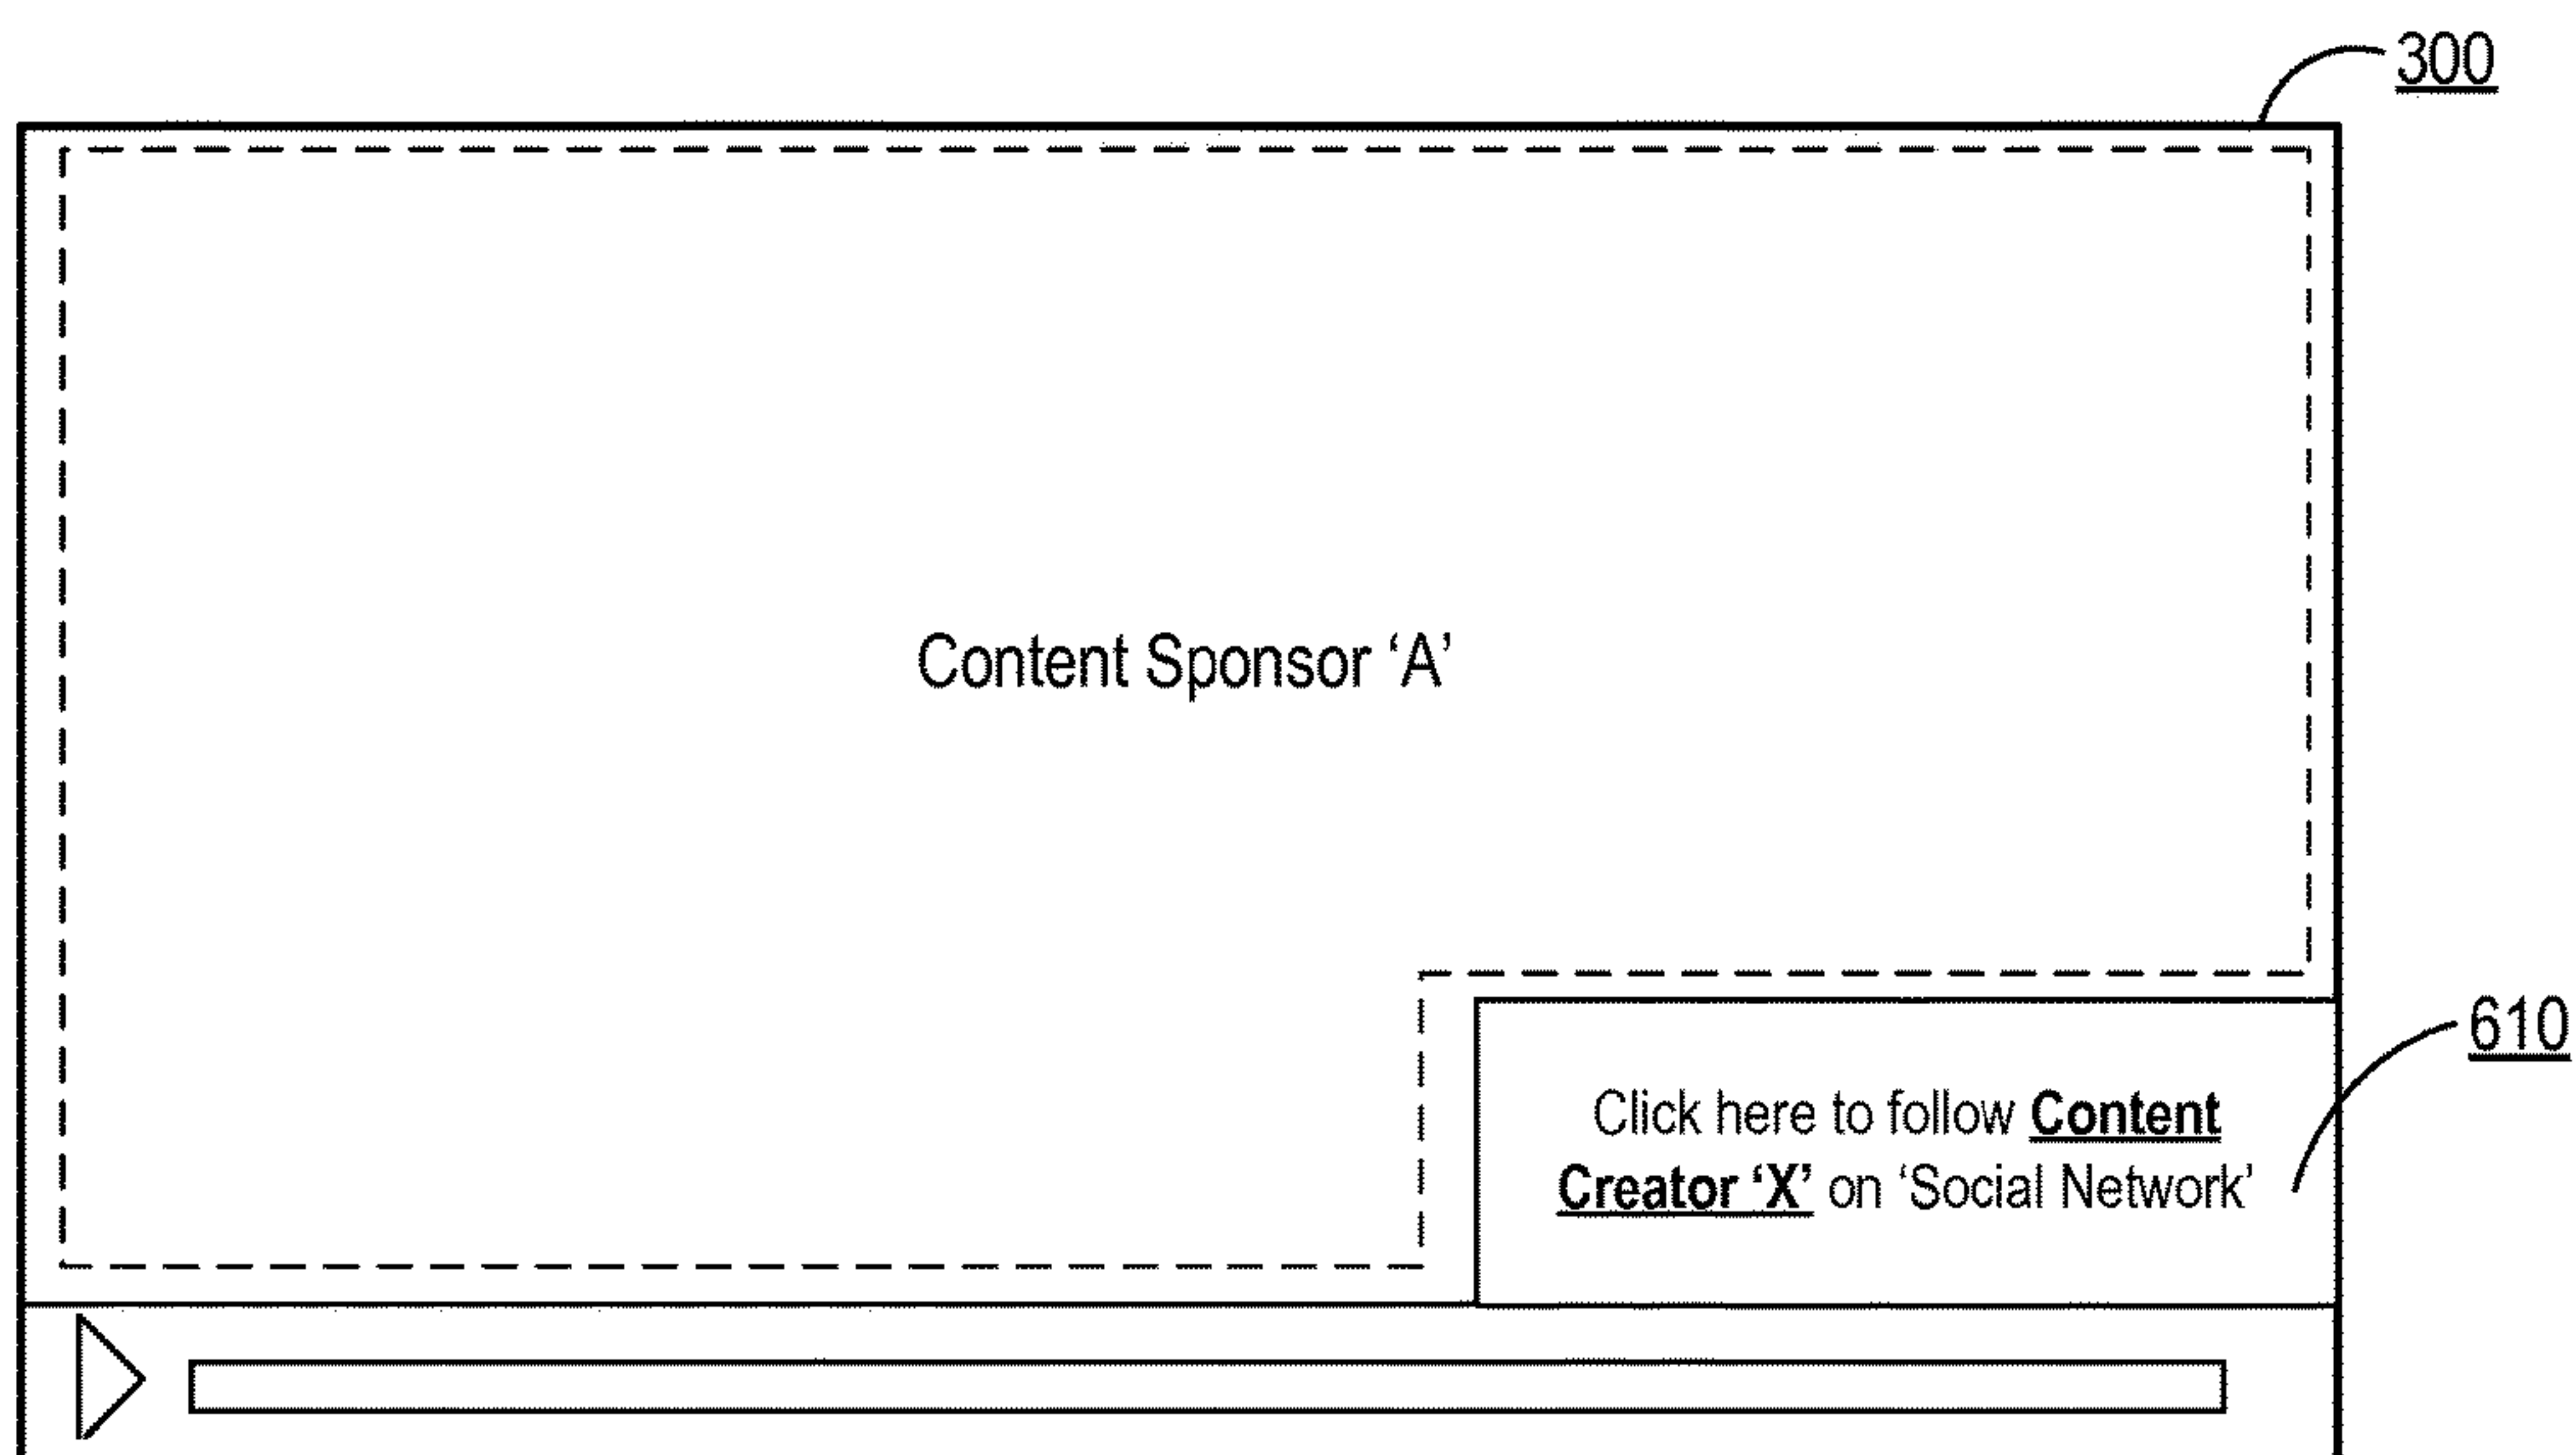 300
Content Sponsor ‘A’
610
Click here to follow Content
Creator ‘X’ on ‘Social Network’